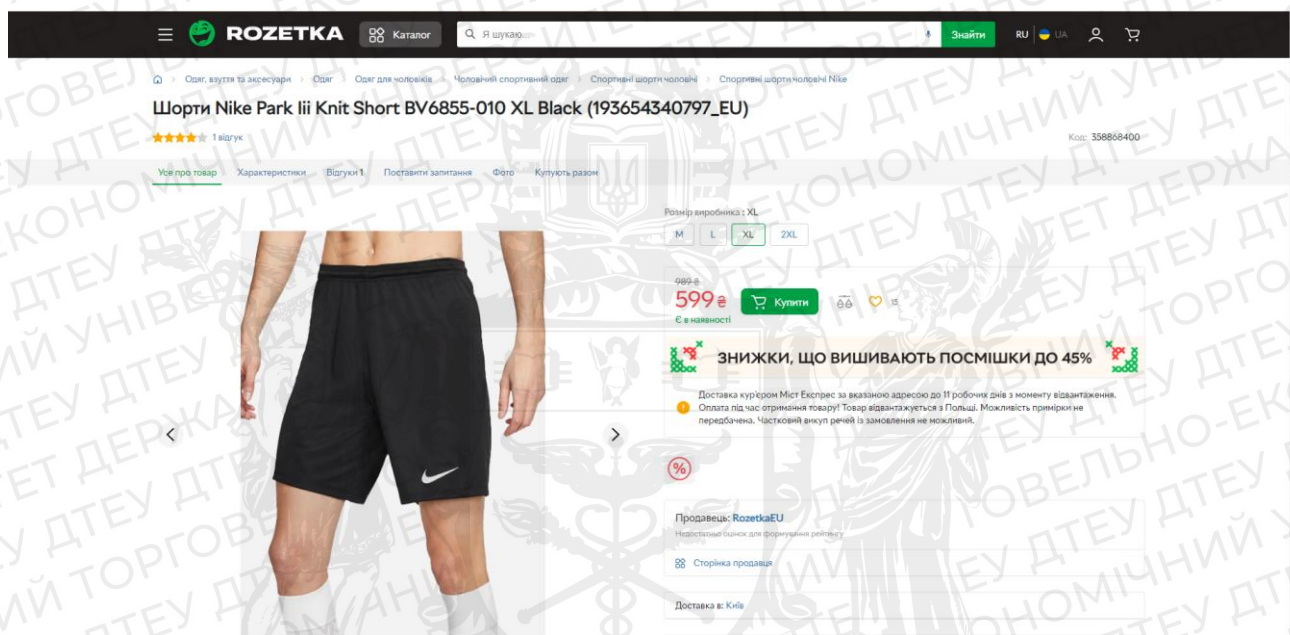 ROZETKA
Каталог
Я шукаю...
Знайти
RU | UA
Одяг, взуття та аксесуари > Одяг > Одяг для чоловіків > Чоловічий спортивний одяг > Спортивні шорти чоловічі > Спортивні шорти чоловічі Nike
Шорти Nike Park Iii Knit Short BV6855-010 XL Black (193654340797_EU)
1 відгук
Код: 358868400
Усе про товар Характеристики Відгуки 1 Поставити запитання Фото Купують разом
Розмір виробника : XL
M L XL 2XL
989 ₴
599 ₴
Купити
15
Є в наявності
ЗНИЖКИ, ЩО ВИШИВАЮТЬ ПОСМІШКИ ДО 45%
Доставка кур'єром Міст Експрес за вказаною адресою до 11 робочих днів з моменту відвантаження.
Оплата під час отримання товару! Товар відвантажується з Польщі. Можливість примірки не
передбачена. Частковий викуп речей із замовлення не можливий.
%
Продавець: RozetkaEU
Недостатньо оцінок для формування рейтингу
Сторінка продавця
Доставка в: Київ